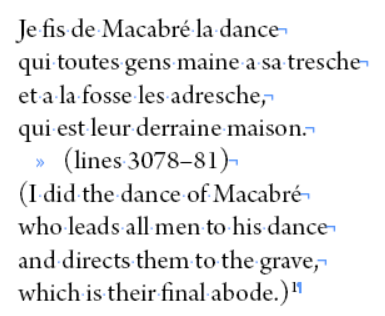 Je fis de Macabré la dance
qui toutes gens maine a sa tresche
et a la fosse les adresche,
qui est leur derraine maison.
(lines 3078–81)
(I did the dance of Macabré
who leads all men to his dance
and directs them to the grave,
which is their final abode.)¹